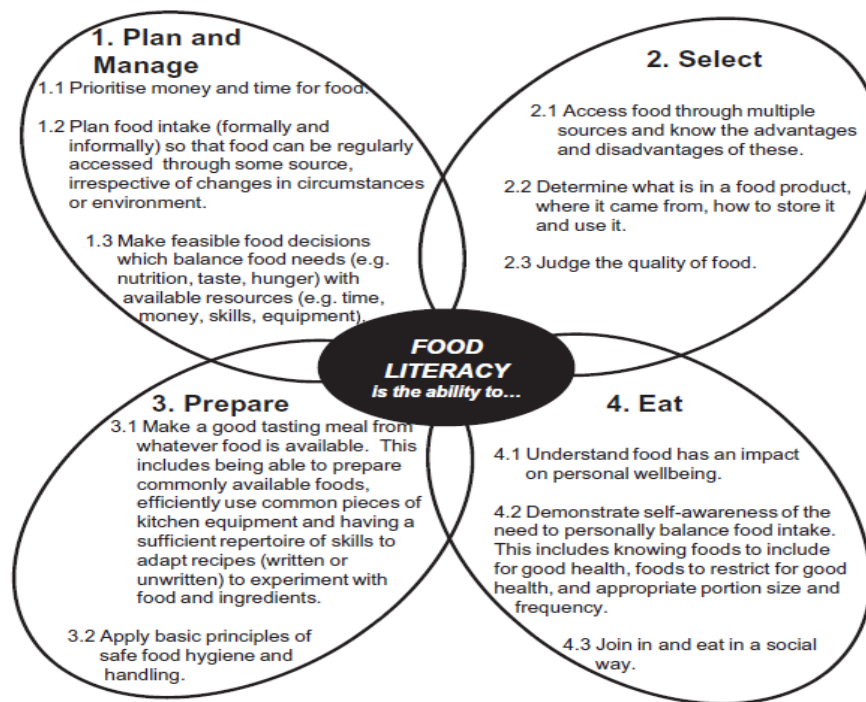 1. Plan and
Manage
1.1 Prioritise money and time for food.
1.2 Plan food intake (formally and
informally) so that food can be regularly
accessed through some source,
irrespective of changes in circumstances
or environment.
1.3 Make feasible food decisions
which balance food needs (e.g.
nutrition, taste, hunger) with
available resources (e.g. time,
money, skills, equipment).
2. Select
2.1 Access food through multiple
sources and know the advantages
and disadvantages of these.
2.2 Determine what is in a food product,
where it came from, how to store it
and use it.
2.3 Judge the quality of food.
FOOD
LITERACY
is the ability to...
3. Prepare
3.1 Make a good tasting meal from
whatever food is available. This
includes being able to prepare
commonly available foods,
efficiently use common pieces of
kitchen equipment and having a
sufficient repertoire of skills to
adapt recipes (written or
unwritten) to experiment with
food and ingredients.
3.2 Apply basic principles of
safe food hygiene and
handling.
4. Eat
4.1 Understand food has an impact
on personal wellbeing.
4.2 Demonstrate self-awareness of the
need to personally balance food intake.
This includes knowing foods to include
for good health, foods to restrict for good
health, and appropriate portion size and
frequency.
4.3 Join in and eat in a social
way.